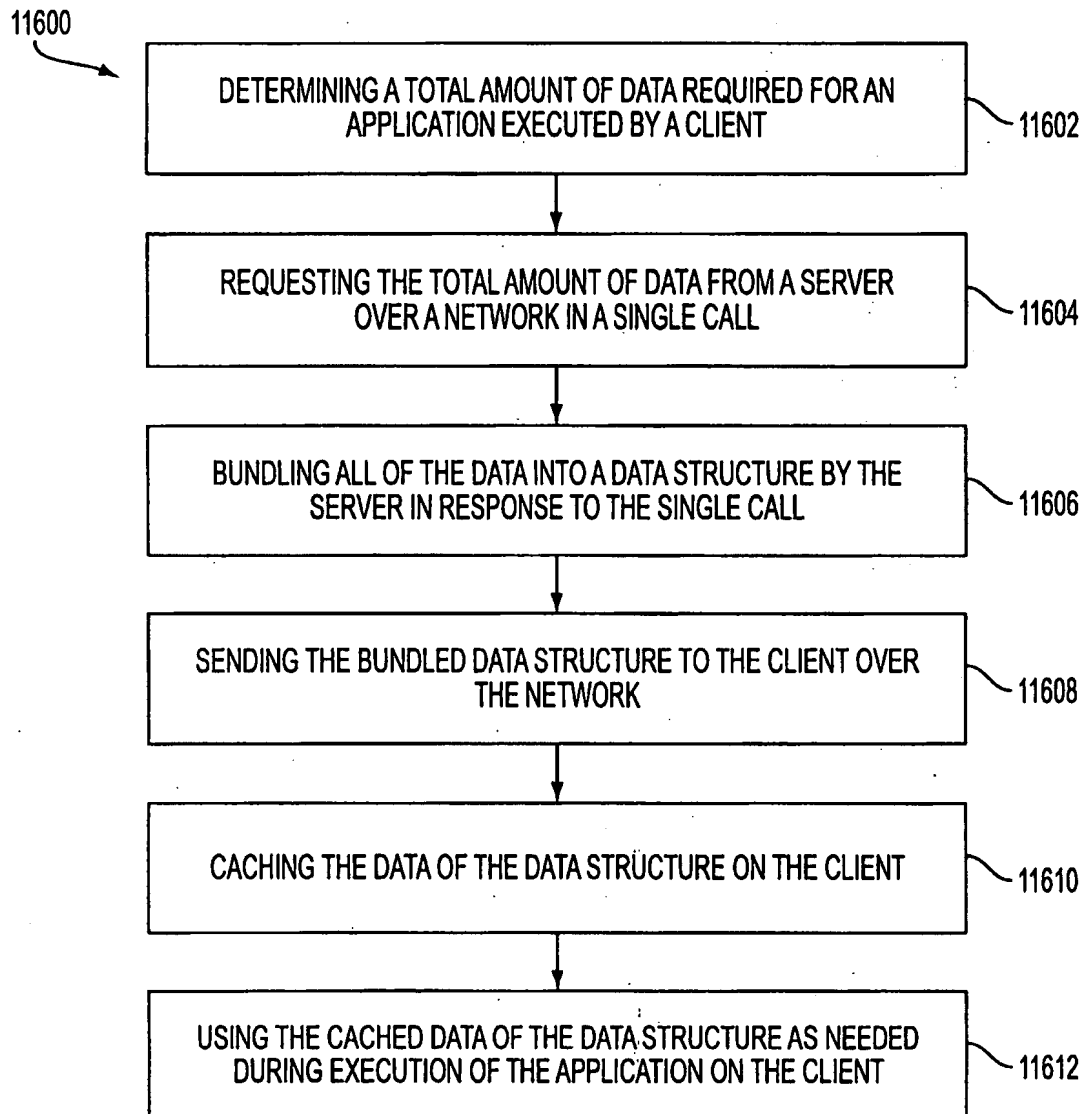 11600
DETERMINING A TOTAL AMOUNT OF DATA REQUIRED FOR AN
APPLICATION EXECUTED BY A CLIENT
11602
REQUESTING THE TOTAL AMOUNT OF DATA FROM A SERVER
OVER A NETWORK IN A SINGLE CALL
11604
BUNDLING ALL OF THE DATA INTO A DATA STRUCTURE BY THE
SERVER IN RESPONSE TO THE SINGLE CALL
11606
SENDING THE BUNDLED DATA STRUCTURE TO THE CLIENT OVER
THE NETWORK
11608
CACHING THE DATA OF THE DATA STRUCTURE ON THE CLIENT
11610
USING THE CACHED DATA OF THE DATA STRUCTURE AS NEEDED
DURING EXECUTION OF THE APPLICATION ON THE CLIENT
11612